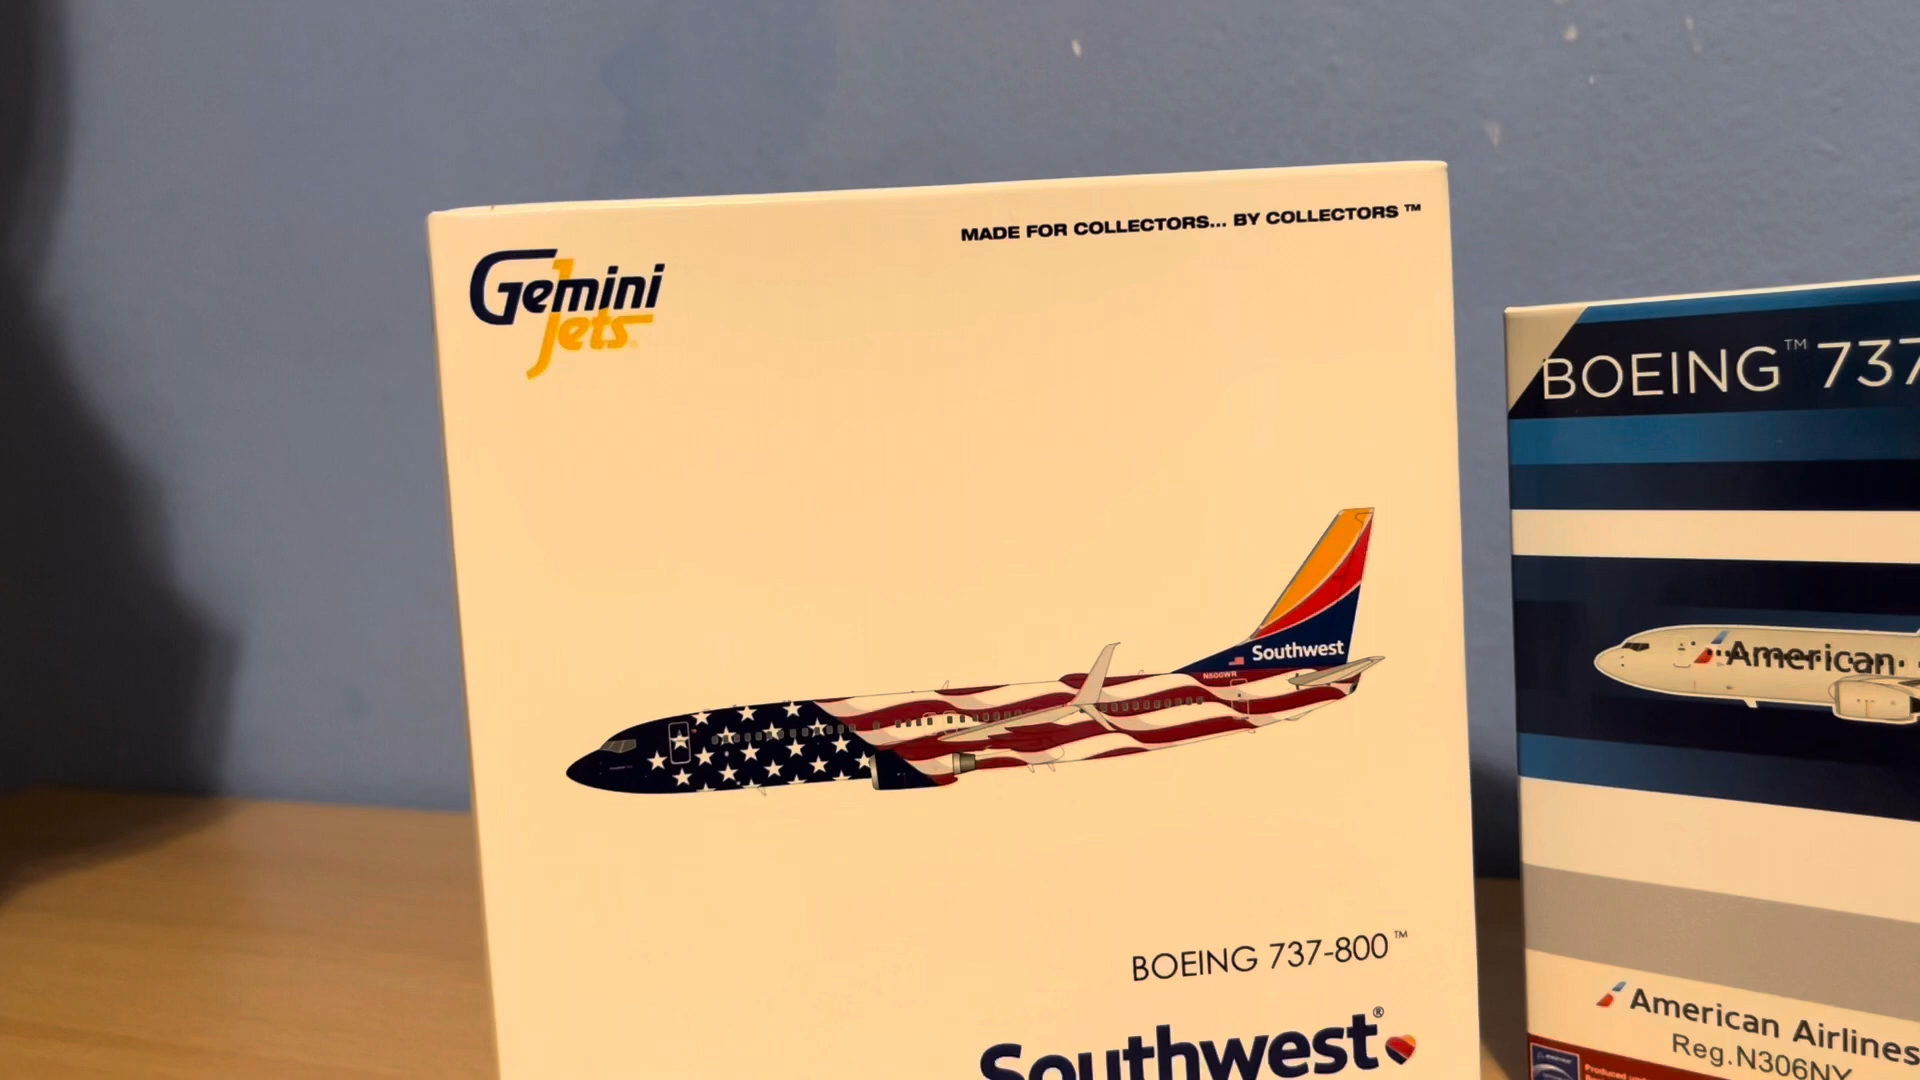 MADE FOR COLLECTORS... BY COLLECTORS ™
Gemini
Jets
Southwest
N500WR
BOEING 737-800™
Southwest®
BOEING™ 737
American
American Airlines
Reg.N306NY